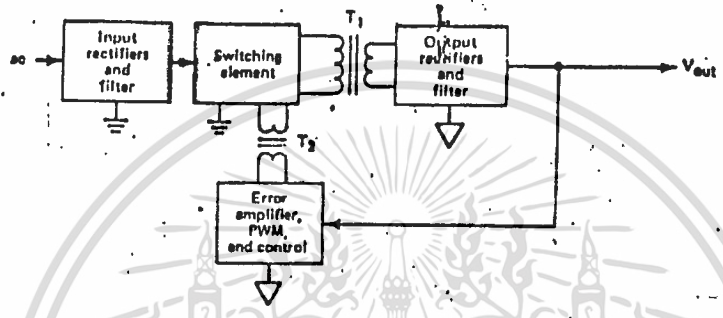 ac
Input
rectifiers
and
filter
Switching
element
T1
Output
rectifiers
and
filter
Vout
T2
Error
amplifier,
PWM,
and control